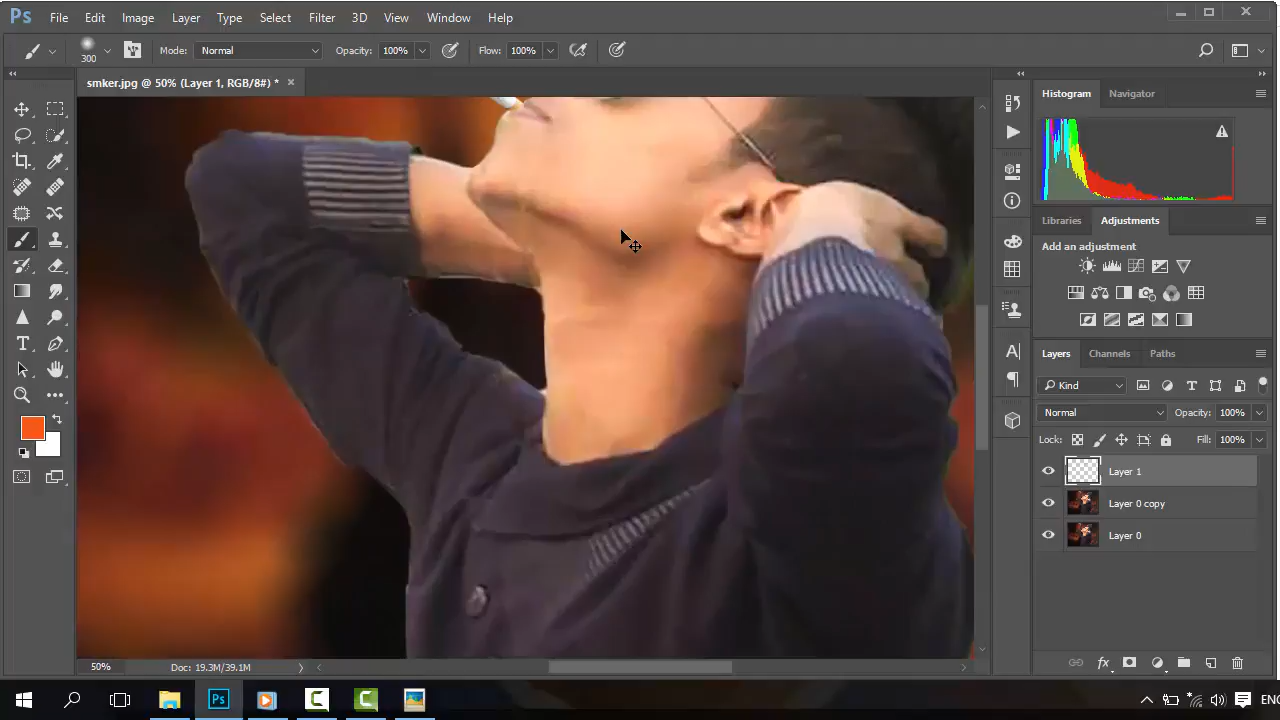 Ps File Edit Image Layer Type Select Filter 3D View Window Help
300 Mode: Normal Opacity: 100% Flow: 100%
smker.jpg @ 50% (Layer 1, RGB/8#) * ×
Histogram Navigator
Libraries Adjustments
Add an adjustment
Layers Channels Paths
Kind
Normal Opacity: 100%
Lock: Fill: 100%
Layer 1
Layer 0 copy
Layer 0
50% Doc: 19.3M/39.1M
Ps ENG